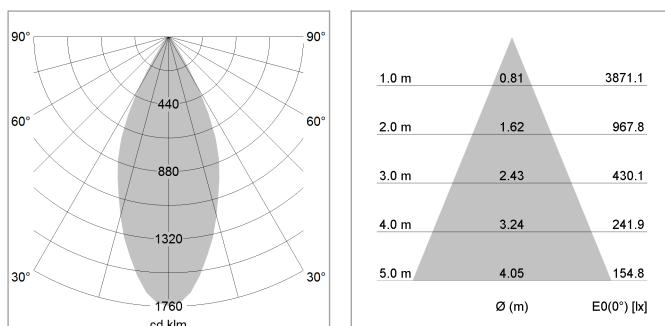 90° 90°
440
60° 60°
880
1320
30° 30°
1760
cd klm
1.0 m 0.81 3871.1
2.0 m 1.62 967.8
3.0 m 2.43 430.1
4.0 m 3.24 241.9
5.0 m 4.05 154.8
Ø (m) E0(0°) [lx]